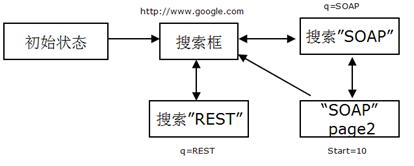 http://www.google.com
q=SOAP
初始状态
搜索框
搜索”SOAP”
搜索”REST”
“SOAP”
page2
q=REST
Start=10